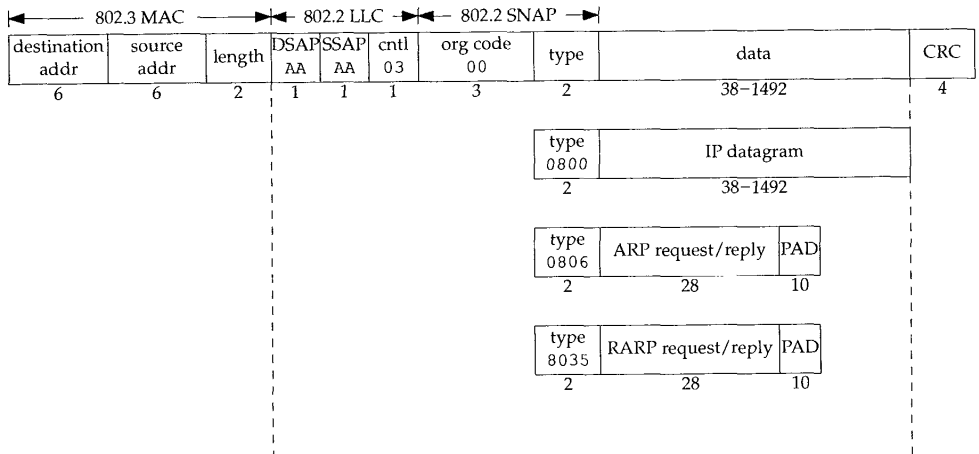 802.3 MAC 802.2 LLC 802.2 SNAP
destination addr source addr length DSAP AA SSAP AA cntl 03 org code 00 type data CRC
6 6 2 1 1 1 3 2 38-1492 4
type 0800 IP datagram
2 38-1492
type 0806 ARP request/reply PAD
2 28 10
type 8035 RARP request/reply PAD
2 28 10